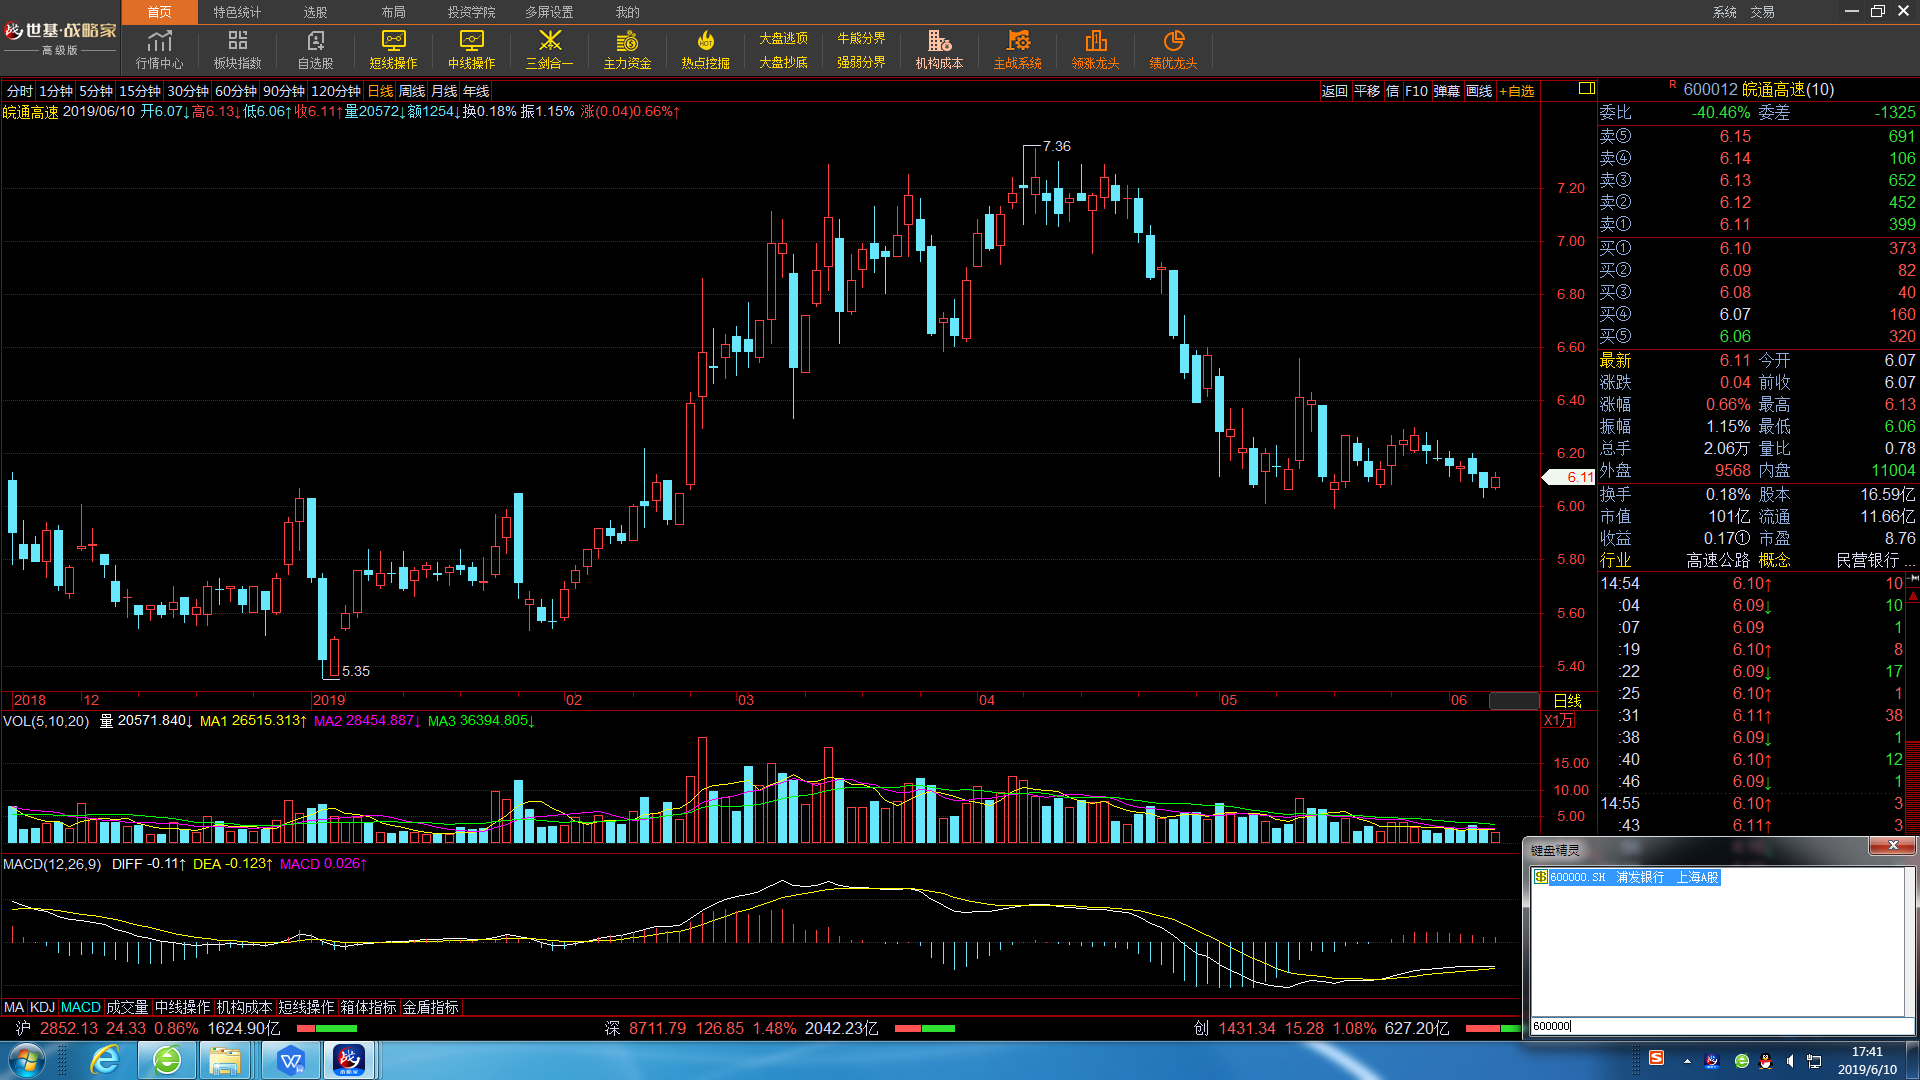 首页 特色统计 选股 布局 投资学院 多屏设置 我的 系统 交易
战 世基·战略家
高级版
行情中心 板块指数 自选股 短线操作 中线操作 三剑合一 主力资金 热点挖掘 大盘逃顶 牛熊分界 机构成本 主战系统 领涨龙头 绩优龙头
大盘抄底 强弱分界
分时 1分钟 5分钟 15分钟 30分钟 60分钟 90分钟 120分钟 日线 周线 月线 年线 返回 平移 信 F10 弹幕 画线 +自选
皖通高速 2019/06/10 开6.07↓高6.13↓低6.06↑收6.11↑量20572↓额1254↓换0.18% 振1.15% 涨(0.04)0.66%↑
7.36
7.20
7.00
6.80
6.60
6.40
6.20
6.11
6.00
5.80
5.60
5.40
5.35
2018 12 2019 02 03 04 05 06 日线
VOL(5,10,20) 量 20571.840↓ MA1 26515.313↑ MA2 28454.887↓ MA3 36394.805↓ X1万
15.00
10.00
5.00
MACD(12,26,9) DIFF -0.11↑ DEA -0.123↑ MACD 0.026↑
MA KDJ MACD 成交量 中线操作 机构成本 短线操作 箱体指标 金盾指标
沪 2852.13 24.33 0.86% 1624.90亿 深 8711.79 126.85 1.48% 2042.23亿 创 1431.34 15.28 1.08% 627.20亿
R 600012 皖通高速(10)
委比 -40.46% 委差 -1325
卖⑤ 6.15 691
卖④ 6.14 106
卖③ 6.13 652
卖② 6.12 452
卖① 6.11 399
买① 6.10 373
买② 6.09 82
买③ 6.08 40
买④ 6.07 160
买⑤ 6.06 320
最新 6.11 今开 6.07
涨跌 0.04 前收 6.07
涨幅 0.66% 最高 6.13
振幅 1.15% 最低 6.06
总手 2.06万 量比 0.78
外盘 9568 内盘 11004
换手 0.18% 股本 16.59亿
市值 101亿 流通 11.66亿
收益 0.17① 市盈 8.76
行业 高速公路 概念 民营银行 ...
14:54 6.10↑ 10
:04 6.09↓ 10
:07 6.09 1
:19 6.10↑ 8
:22 6.09↓ 17
:25 6.10↑ 1
:31 6.11↑ 38
:38 6.09↓ 1
:40 6.10↑ 12
:46 6.09↓ 1
14:55 6.10↑ 3
:43 6.11↑ 3
键盘精灵
600000.SH 浦发银行 上海A股
600000
17:41
2019/6/10